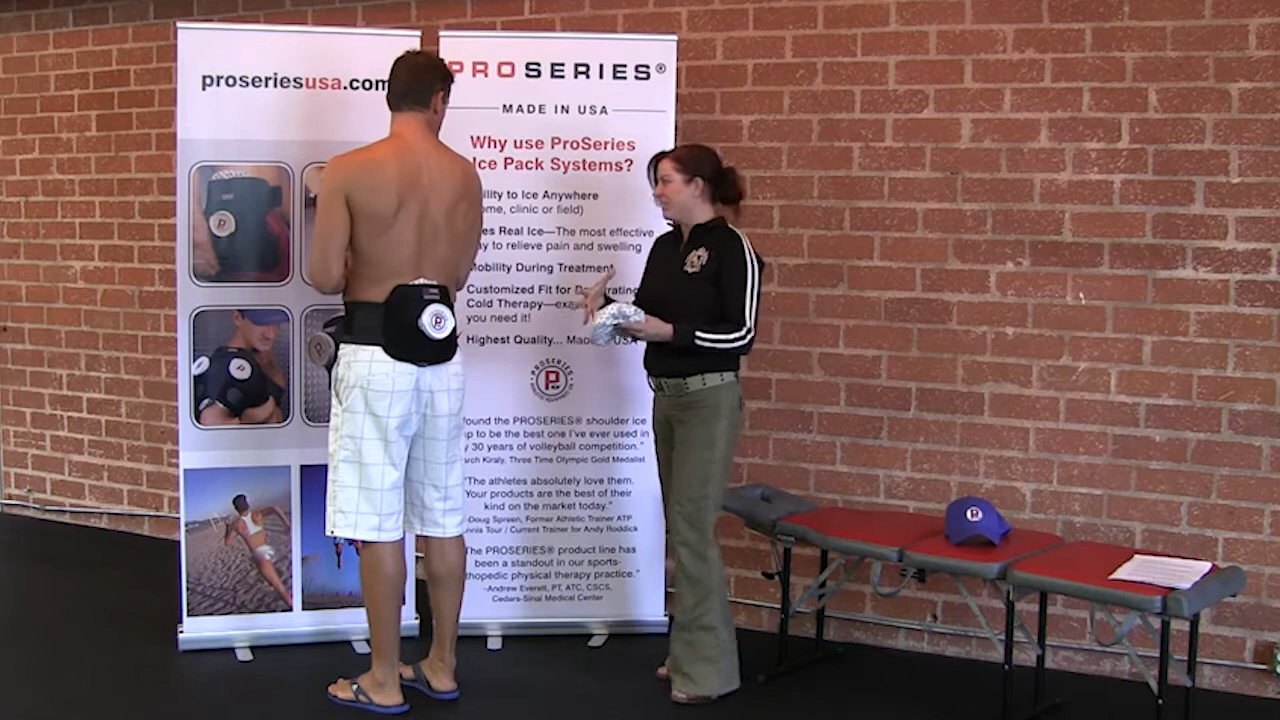 proseriesusa.com
PROSERIES®
MADE IN USA
Why use ProSeries
Ice Pack Systems?
to Ice Anywhere
clinic or field)
Real Ice—The most effective
to relieve pain and swelling
Mobility During Treatment
Customized Fit for
Cold Therapy—
you need it!
Highest Quality... USA
PROSERIES
P
found the PROSERIES® shoulder ice
to be the best one I've ever used in
30 years of volleyball competition."
Kiraly, Three Time Olympic Gold Medalist
"The athletes absolutely love them.
Your products are the best of their
kind on the market today."
-Doug Spreen, Former Athletic Trainer ATP
Tour / Current Trainer for Andy Roddick
The PROSERIES® product line has
been a standout in our sports-
physical therapy practice."
-Andrew Everett, PT, ATC, CSCS,
Cedars-Sinai Medical Center